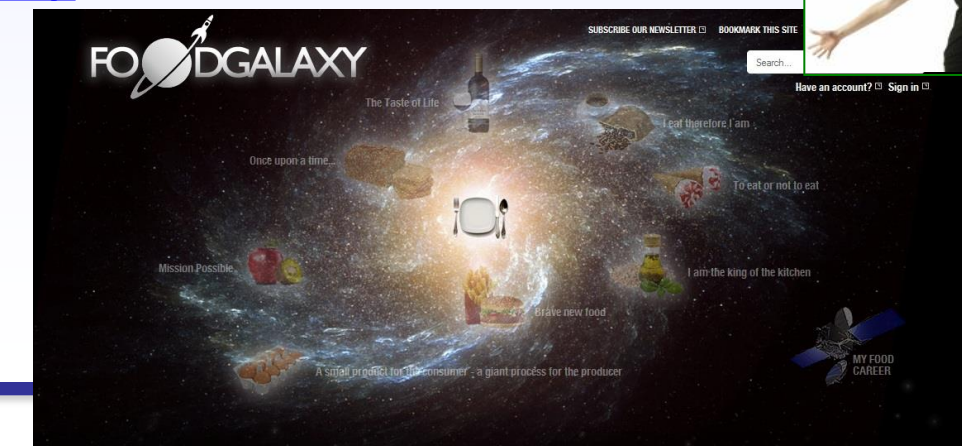 SUBSCRIBE OUR NEWSLETTER
BOOKMARK THIS SITE
FOODGALAXY
Search...
Have an account? Sign in
The Taste of Life
I eat therefore I am
Once upon a time...
To eat or not to eat
Mission Possible
I am the king of the kitchen
Brave new food
A small product for the consumer - a giant process for the producer
MY FOOD
CAREER